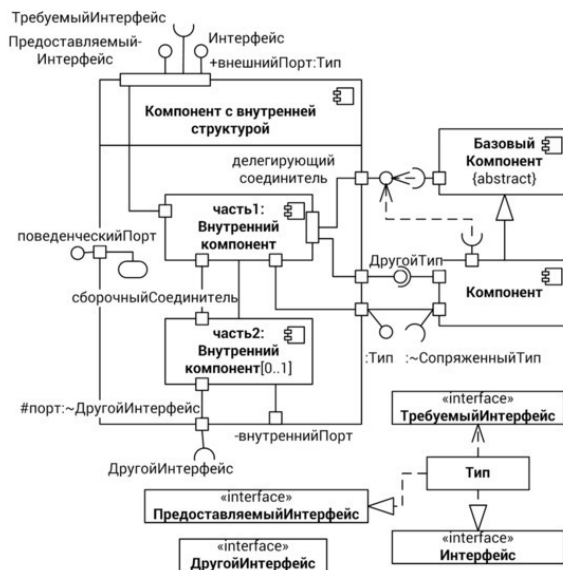 ТребуемыйИнтерфейс
Предоставляемый-
Интерфейс
Интерфейс
+внешнийПорт:Тип
Компонент с внутренней
структурой
Базовый
Компонент
{abstract}
делегирующий
соединитель
часть1:
Внутренний
компонент
поведенческийПорт
ДругойТип
Компонент
сборочныйСоединитель
часть2:
Внутренний
компонент[0..1]
:Тип :~СопряженныйТип
#порт:~ДругойИнтерфейс
-внутреннийПорт
ДругойИнтерфейс
«interface»
ТребуемыйИнтерфейс
Тип
«interface»
ПредоставляемыйИнтерфейс
«interface»
ДругойИнтерфейс
«interface»
Интерфейс